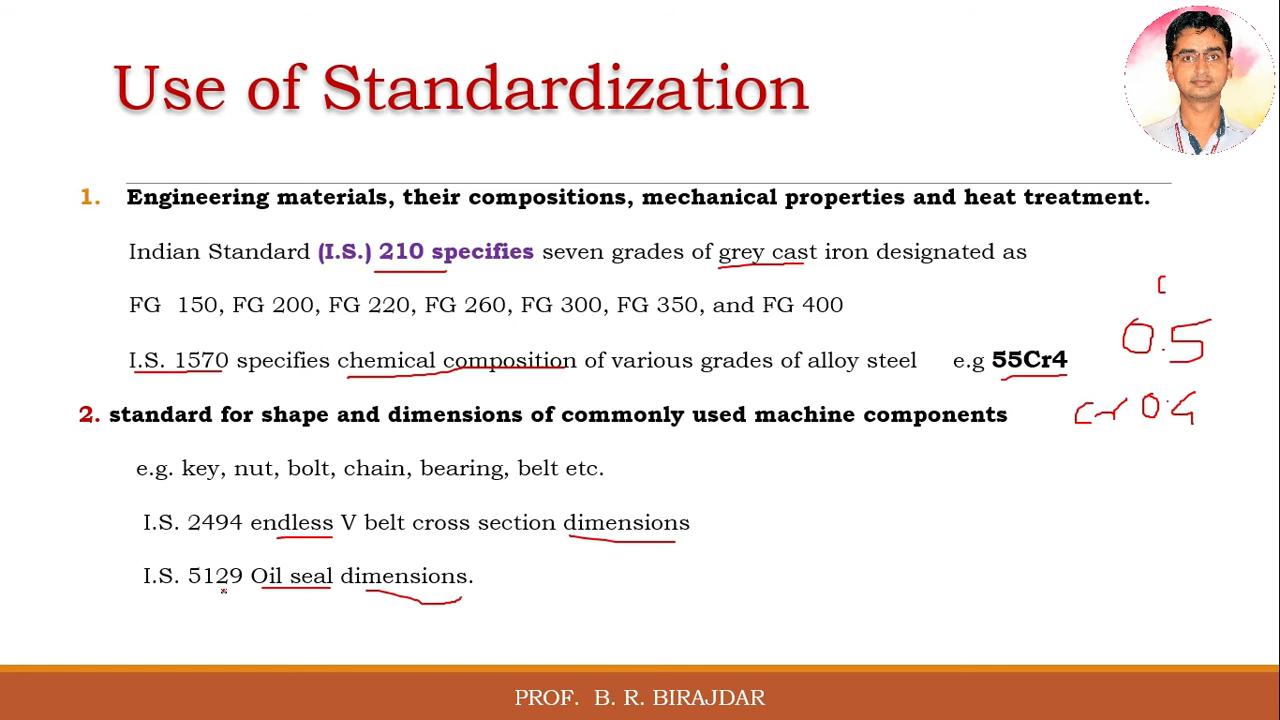 Use of Standardization
1. Engineering materials, their compositions, mechanical properties and heat treatment.
Indian Standard (I.S.) 210 specifies seven grades of grey cast iron designated as
FG 150, FG 200, FG 220, FG 260, FG 300, FG 350, and FG 400
0.5
I.S. 1570 specifies chemical composition of various grades of alloy steel e.g 55Cr4
Cr 0.4
2. standard for shape and dimensions of commonly used machine components
e.g. key, nut, bolt, chain, bearing, belt etc.
I.S. 2494 endless V belt cross section dimensions
I.S. 5129 Oil seal dimensions.
PROF. B. R. BIRAJDAR